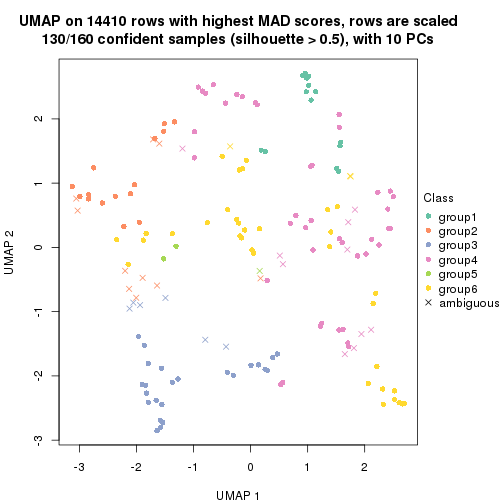 UMAP on 14410 rows with highest MAD scores, rows are scaled
130/160 confident samples (silhouette > 0.5), with 10 PCs
Class
group1
group2
group3
group4
group5
group6
ambiguous
UMAP 2
2
1
0
-1
-2
-3
-3
-2
-1
0
1
2
UMAP 1